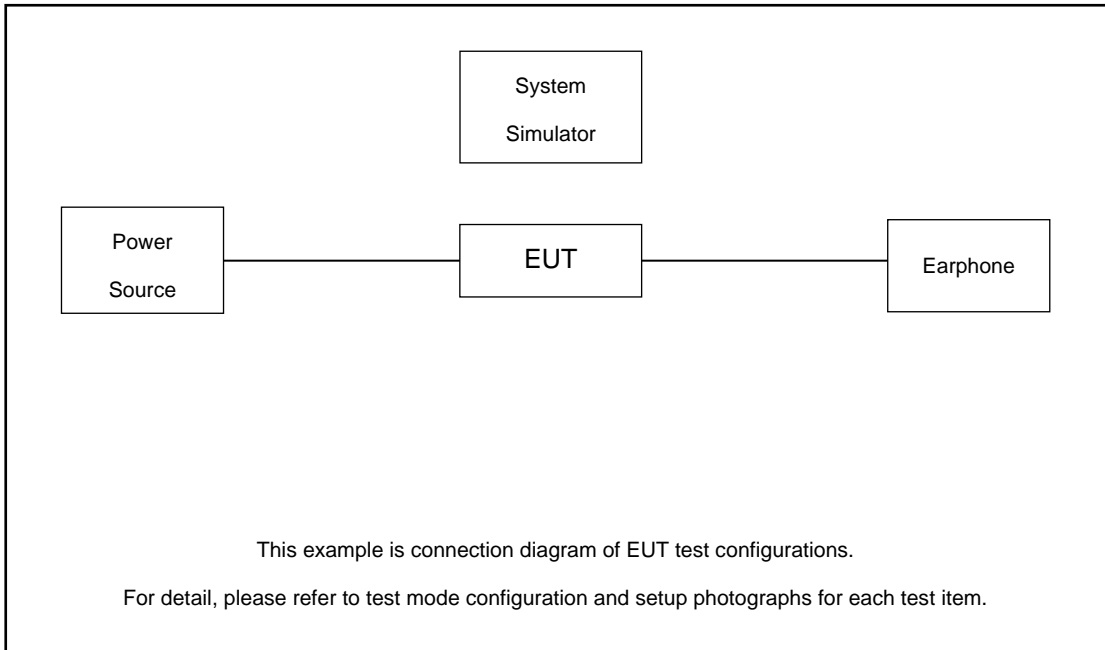 System
Simulator
Power
Source
EUT
Earphone
This example is connection diagram of EUT test configurations.
For detail, please refer to test mode configuration and setup photographs for each test item.